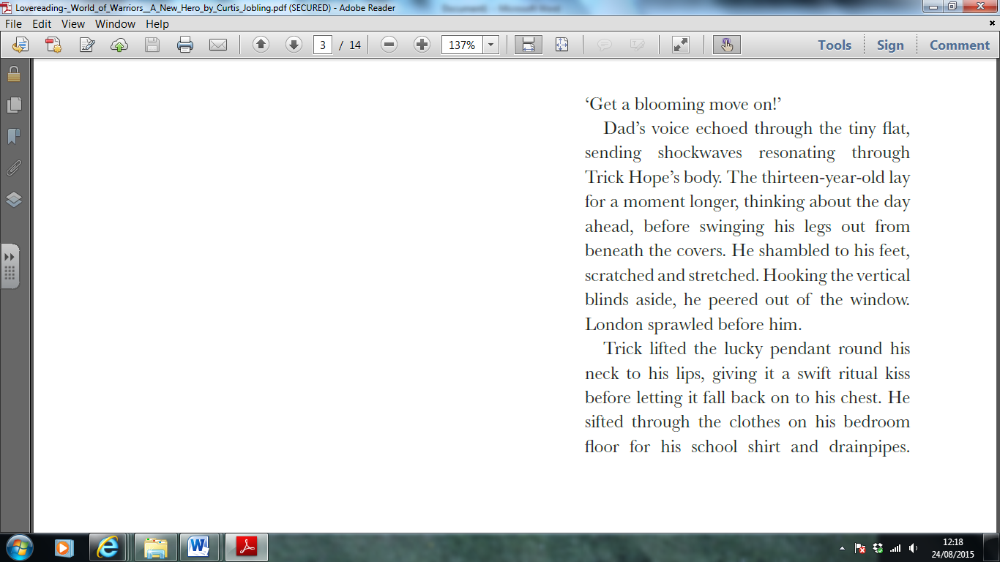 Lovereading-_World_of_Warriors__A_New_Hero_by_Curtis_Jobling.pdf (SECURED) - Adobe Reader
File Edit View Window Help
3 / 14 137% Tools Sign Comment
‘Get a blooming move on!’
Dad’s voice echoed through the tiny flat,
sending shockwaves resonating through
Trick Hope’s body. The thirteen-year-old lay
for a moment longer, thinking about the day
ahead, before swinging his legs out from
beneath the covers. He shambled to his feet,
scratched and stretched. Hooking the vertical
blinds aside, he peered out of the window.
London sprawled before him.
Trick lifted the lucky pendant round his
neck to his lips, giving it a swift ritual kiss
before letting it fall back on to his chest. He
sifted through the clothes on his bedroom
floor for his school shirt and drainpipes.
12:18
24/08/2015